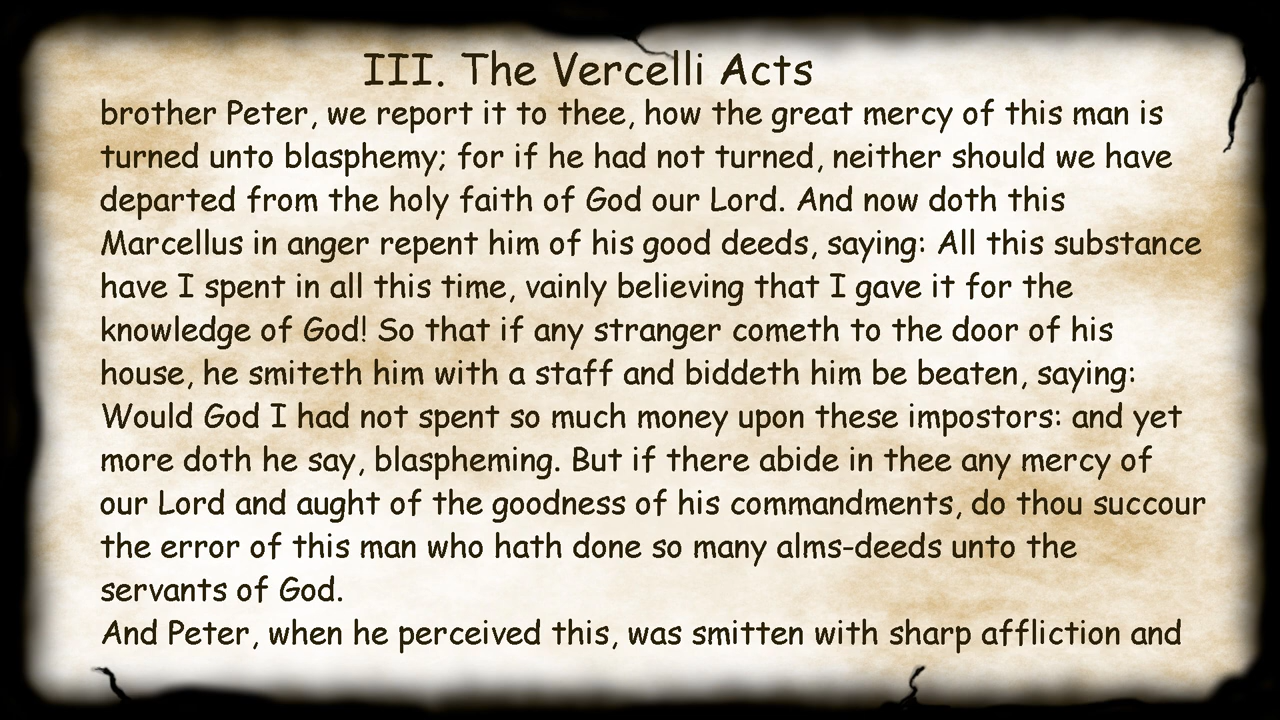 III. The Vercelli Acts
brother Peter, we report it to thee, how the great mercy of this man is
turned unto blasphemy; for if he had not turned, neither should we have
departed from the holy faith of God our Lord. And now doth this
Marcellus in anger repent him of his good deeds, saying: All this substance
have I spent in all this time, vainly believing that I gave it for the
knowledge of God! So that if any stranger cometh to the door of his
house, he smiteth him with a staff and biddeth him be beaten, saying:
Would God I had not spent so much money upon these impostors: and yet
more doth he say, blaspheming. But if there abide in thee any mercy of
our Lord and aught of the goodness of his commandments, do thou succour
the error of this man who hath done so many alms-deeds unto the
servants of God.
And Peter, when he perceived this, was smitten with sharp affliction and